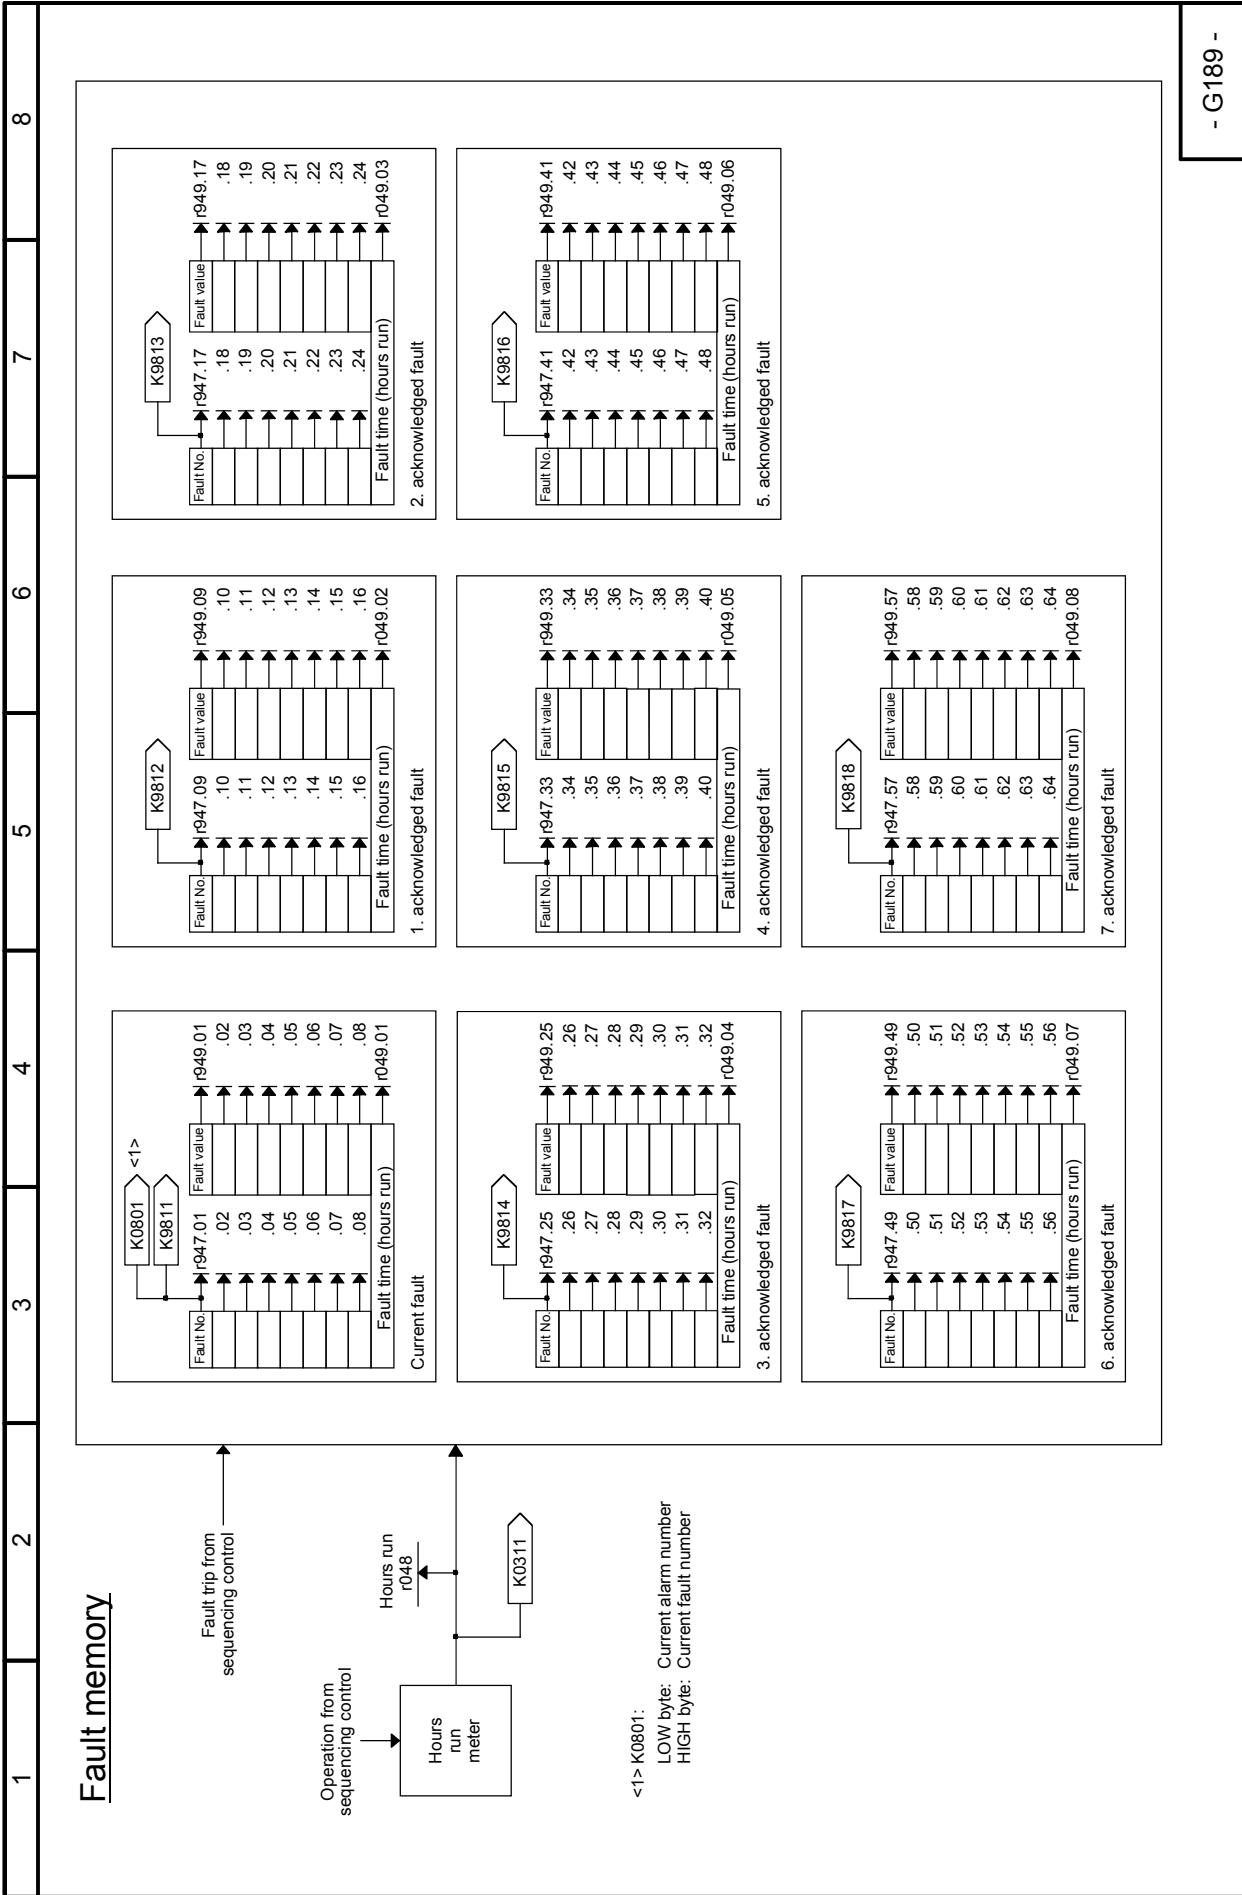 1 2 3 4 5 6 7 8
Fault memory
Fault trip from
sequencing control
Operation from
sequencing control
Hours
run
meter
Hours run
r048
K0311
<1> K0801:
LOW byte: Current alarm number
HIGH byte: Current fault number
K0801 <1>
K9811
Fault No. r947.01 Fault value r949.01
.02 .02
.03 .03
.04 .04
.05 .05
.06 .06
.07 .07
.08 .08
Fault time (hours run) r049.01
Current fault
K9812
Fault No. r947.09 Fault value r949.09
.10 .10
.11 .11
.12 .12
.13 .13
.14 .14
.15 .15
.16 .16
Fault time (hours run) r049.02
1. acknowledged fault
K9813
Fault No. r947.17 Fault value r949.17
.18 .18
.19 .19
.20 .20
.21 .21
.22 .22
.23 .23
.24 .24
Fault time (hours run) r049.03
2. acknowledged fault
K9814
Fault No. r947.25 Fault value r949.25
.26 .26
.27 .27
.28 .28
.29 .29
.30 .30
.31 .31
.32 .32
Fault time (hours run) r049.04
3. acknowledged fault
K9815
Fault No. r947.33 Fault value r949.33
.34 .34
.35 .35
.36 .36
.37 .37
.38 .38
.39 .39
.40 .40
Fault time (hours run) r049.05
4. acknowledged fault
K9816
Fault No. r947.41 Fault value r949.41
.42 .42
.43 .43
.44 .44
.45 .45
.46 .46
.47 .47
.48 .48
Fault time (hours run) r049.06
5. acknowledged fault
K9817
Fault No. r947.49 Fault value r949.49
.50 .50
.51 .51
.52 .52
.53 .53
.54 .54
.55 .55
.56 .56
Fault time (hours run) r049.07
6. acknowledged fault
K9818
Fault No. r947.57 Fault value r949.57
.58 .58
.59 .59
.60 .60
.61 .61
.62 .62
.63 .63
.64 .64
Fault time (hours run) r049.08
7. acknowledged fault
- G189 -